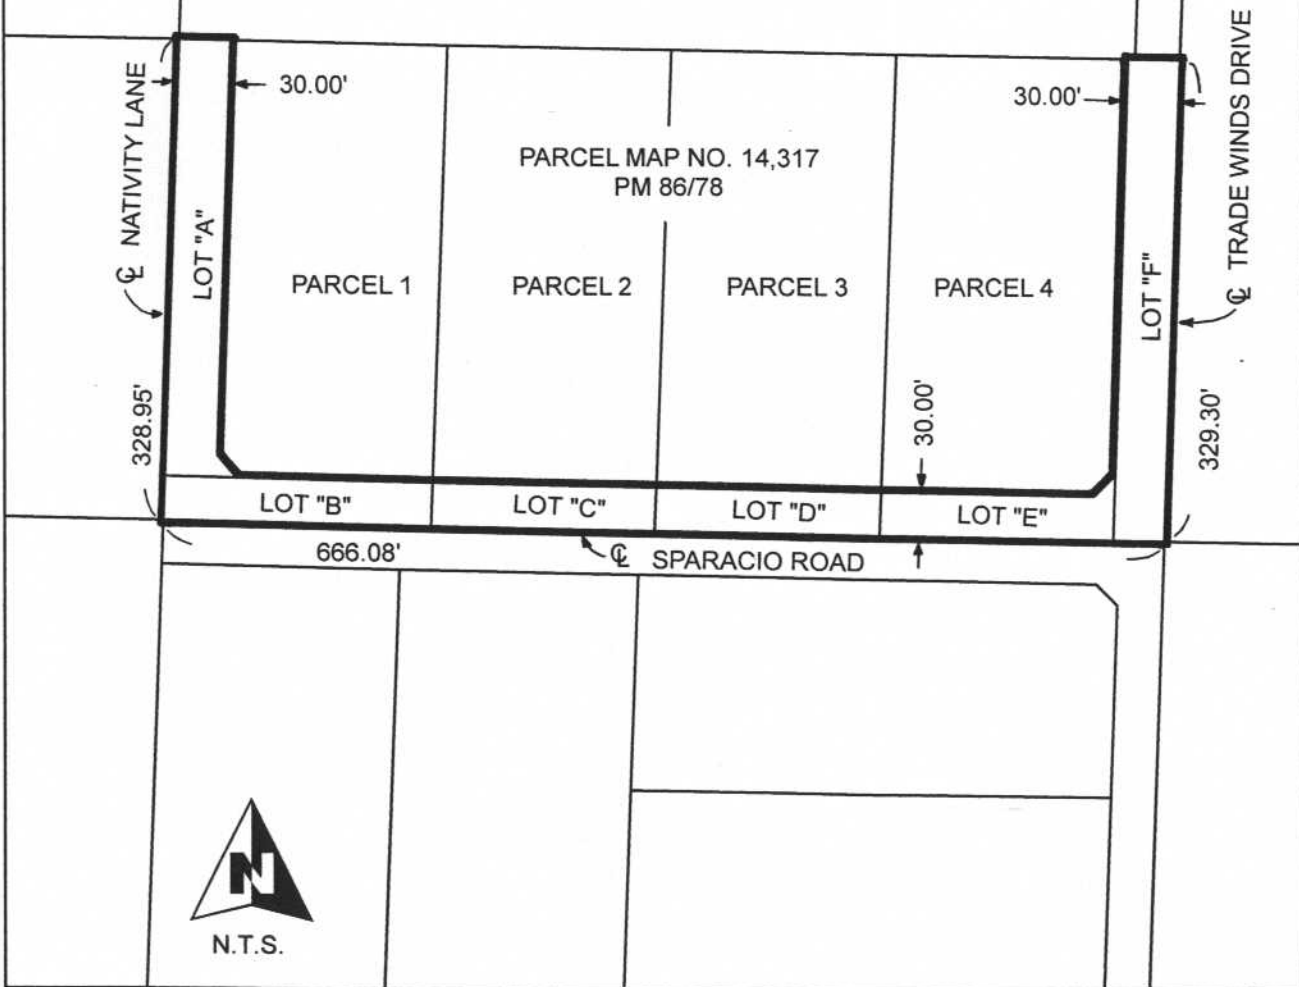 30.00'
30.00'
℄ NATIVITY LANE
℄ TRADE WINDS DRIVE
PARCEL MAP NO. 14,317
PM 86/78
LOT "A"
PARCEL 1
PARCEL 2
PARCEL 3
PARCEL 4
LOT "F"
328.95'
30.00'
329.30'
LOT "B"
LOT "C"
LOT "D"
LOT "E"
666.08'
℄ SPARACIO ROAD
N
N.T.S.